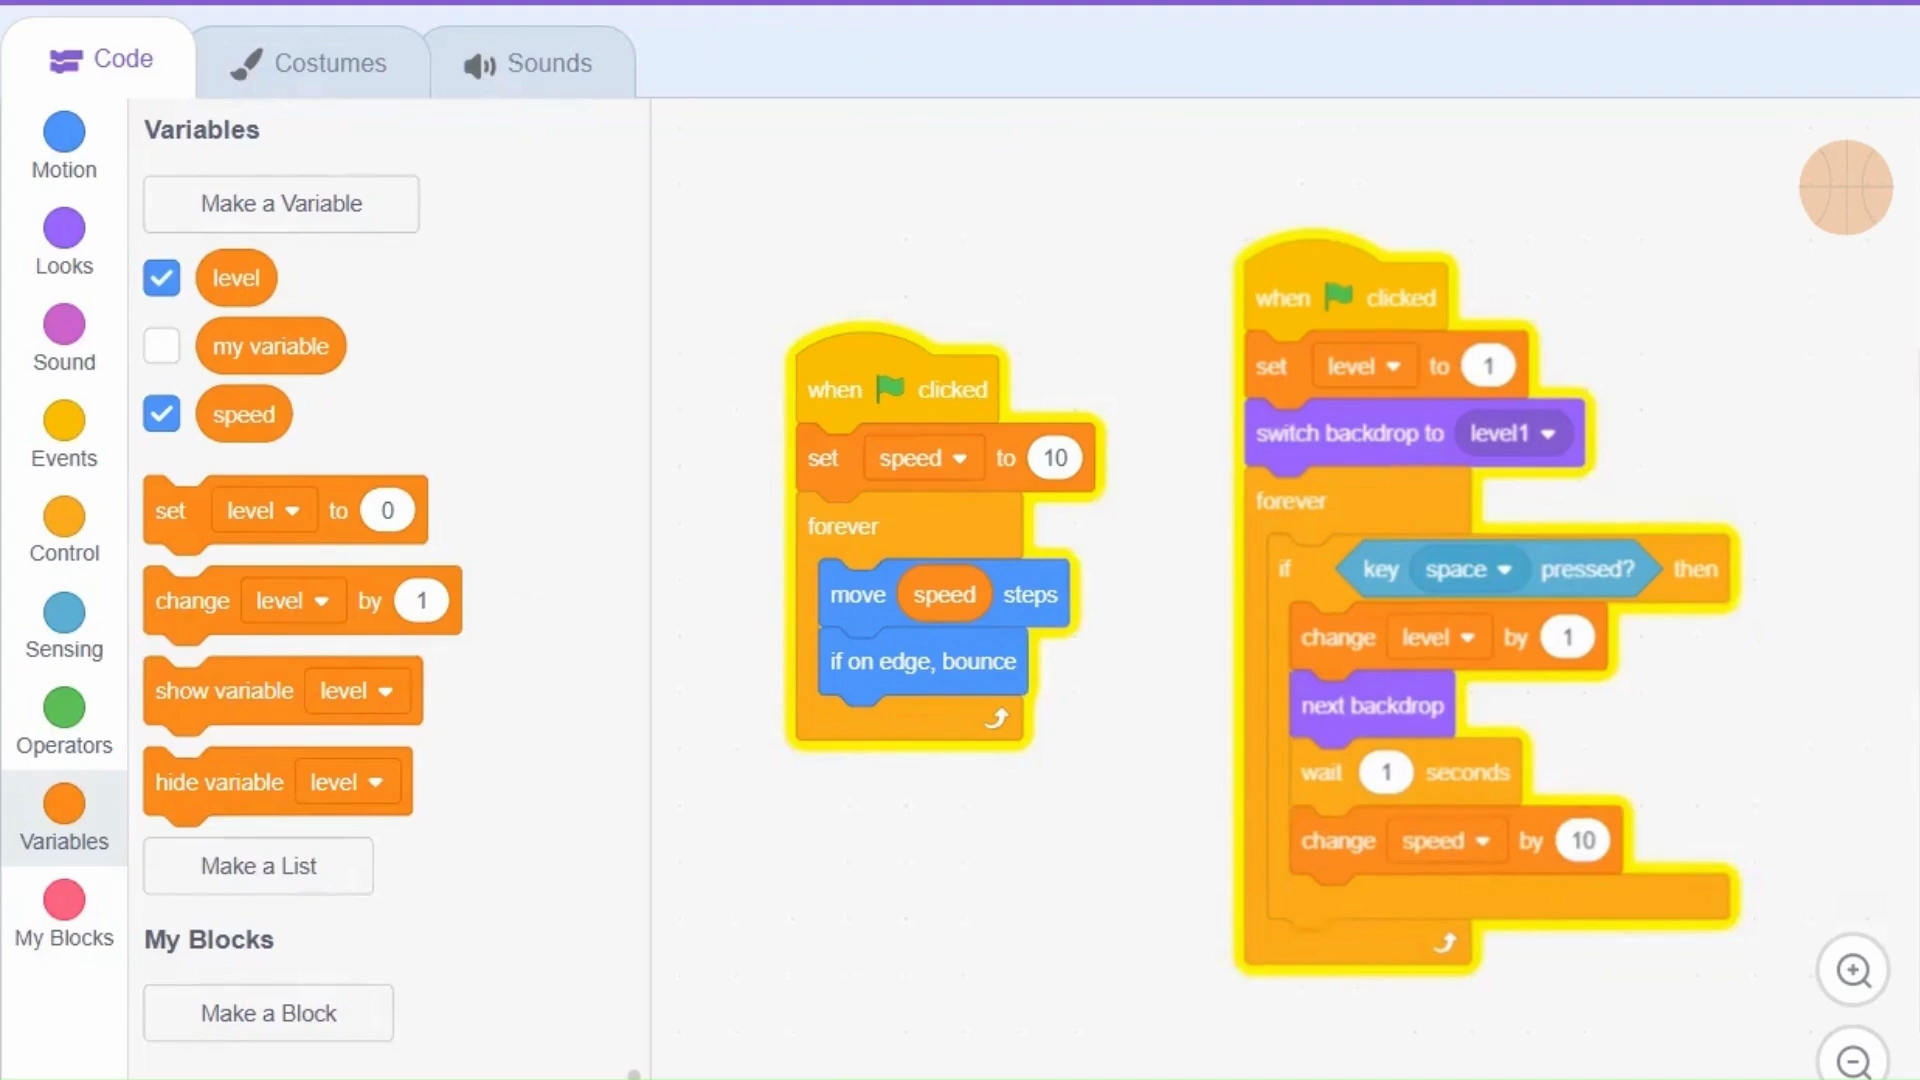 Code
Costumes
Sounds
Motion
Looks
Sound
Events
Control
Sensing
Operators
Variables
My Blocks
Variables
Make a Variable
level
my variable
speed
set level to 0
change level by 1
show variable level
hide variable level
Make a List
My Blocks
Make a Block
when clicked
set speed to 10
forever
move speed steps
if on edge, bounce
when clicked
set level to 1
switch backdrop to level1
forever
if key space pressed? then
change level by 1
next backdrop
wait 1 seconds
change speed by 10